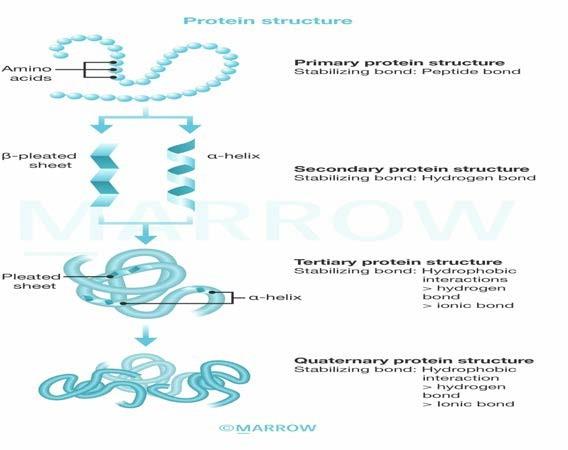 Protein structure
Amino
acids
Primary protein structure
Stabilizing bond: Peptide bond
β-pleated
sheet
α-helix
Secondary protein structure
Stabilizing bond: Hydrogen bond
MARROW
Pleated
sheet
α-helix
Tertiary protein structure
Stabilizing bond: Hydrophobic
interactions
> hydrogen
bond
> ionic bond
Quaternary protein structure
Stabilizing bond: Hydrophobic
interaction
> hydrogen
bond
> Ionic bond
©MARROW